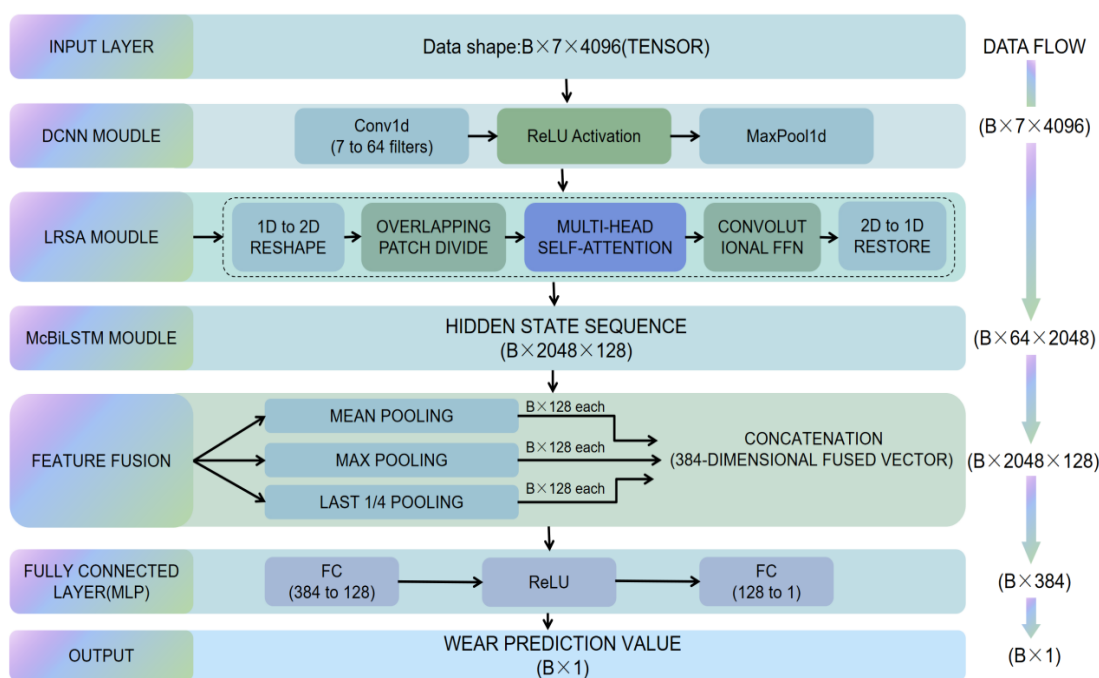 INPUT LAYER
Data shape:B×7×4096(TENSOR)
DATA FLOW
DCNN MOUDLE
Conv1d
(7 to 64 filters)
ReLU Activation
MaxPool1d
(B×7×4096)
LRSA MOUDLE
1D to 2D
RESHAPE
OVERLAPPING
PATCH DIVIDE
MULTI-HEAD
SELF-ATTENTION
CONVOLUT
IONAL FFN
2D to 1D
RESTORE
McBiLSTM MOUDLE
HIDDEN STATE SEQUENCE
(B×2048×128)
(B×64×2048)
FEATURE FUSION
MEAN POOLING
B×128 each
MAX POOLING
B×128 each
LAST 1/4 POOLING
B×128 each
CONCATENATION
(384-DIMENSIONAL FUSED VECTOR)
(B×2048×128)
FULLY CONNECTED
LAYER(MLP)
FC
(384 to 128)
ReLU
FC
(128 to 1)
(B×384)
OUTPUT
WEAR PREDICTION VALUE
(B×1)
(B×1)